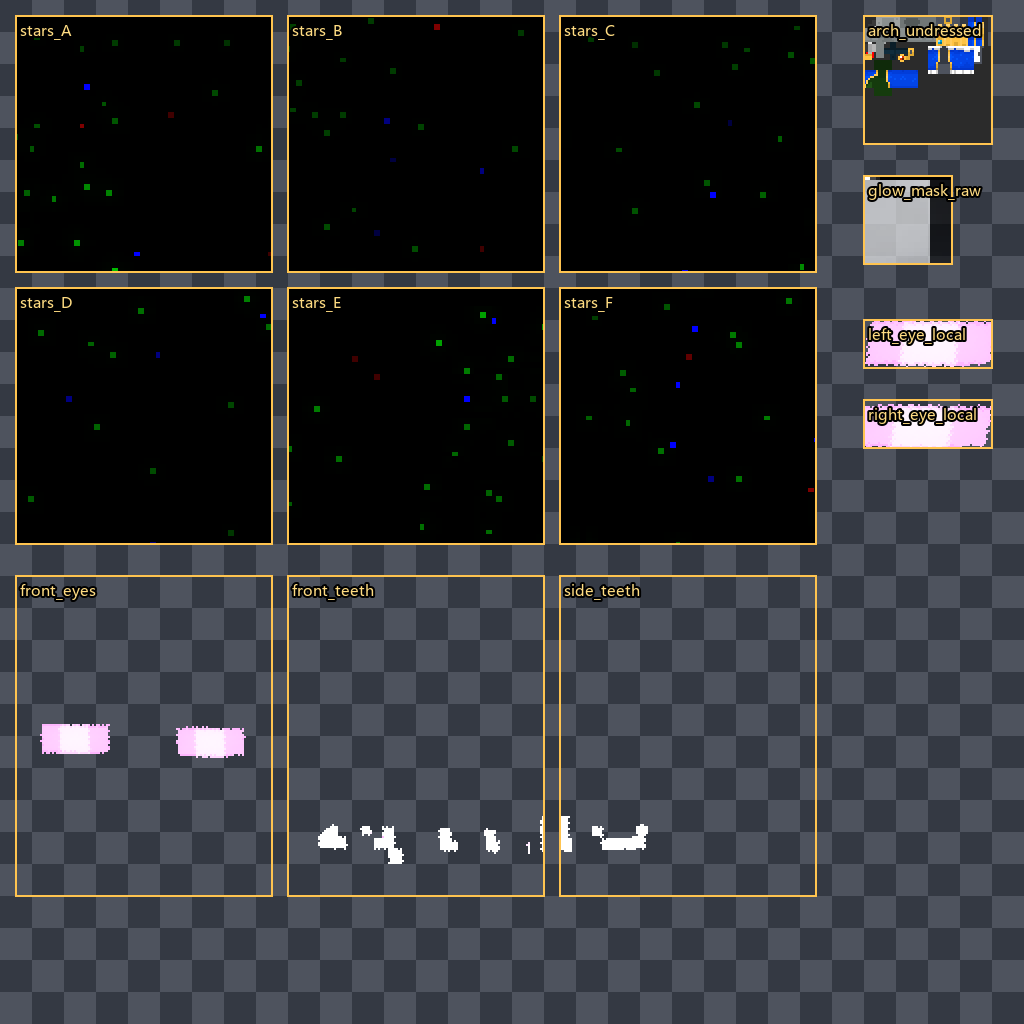 stars_A
stars_B
stars_C
arch_undressed
glow_mask_raw
stars_D
stars_E
stars_F
left_eye_local
right_eye_local
front_eyes
front_teeth
side_teeth